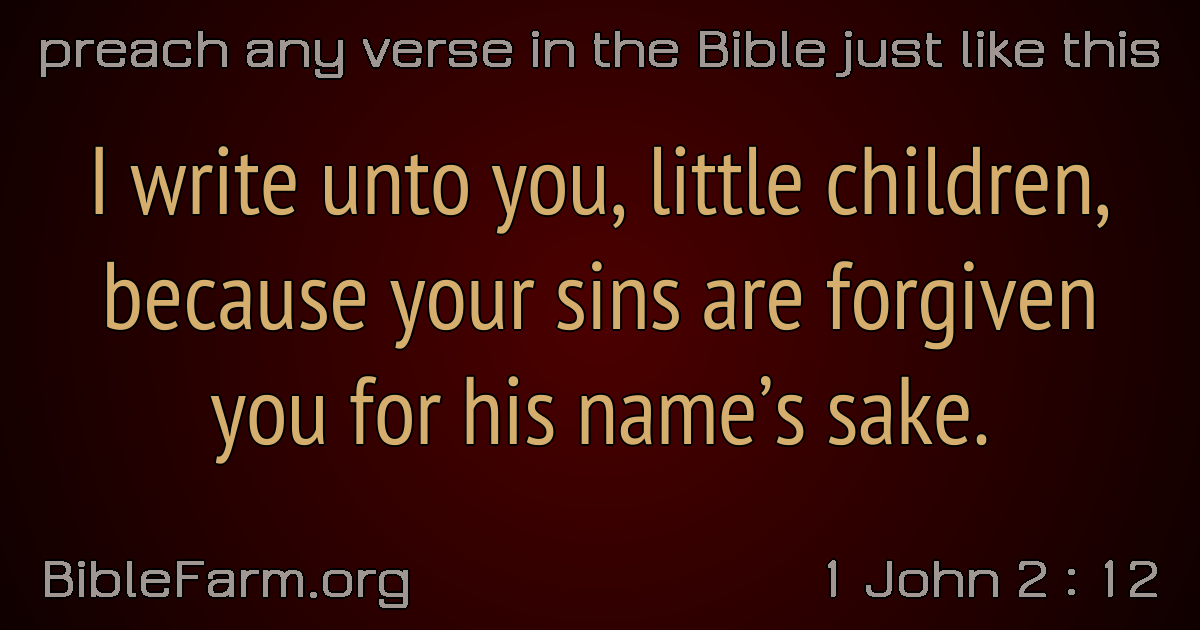 preach any verse in the Bible just like this
I write unto you, little children,
because your sins are forgiven
you for his name’s sake.
BibleFarm.org
1 John 2 : 12